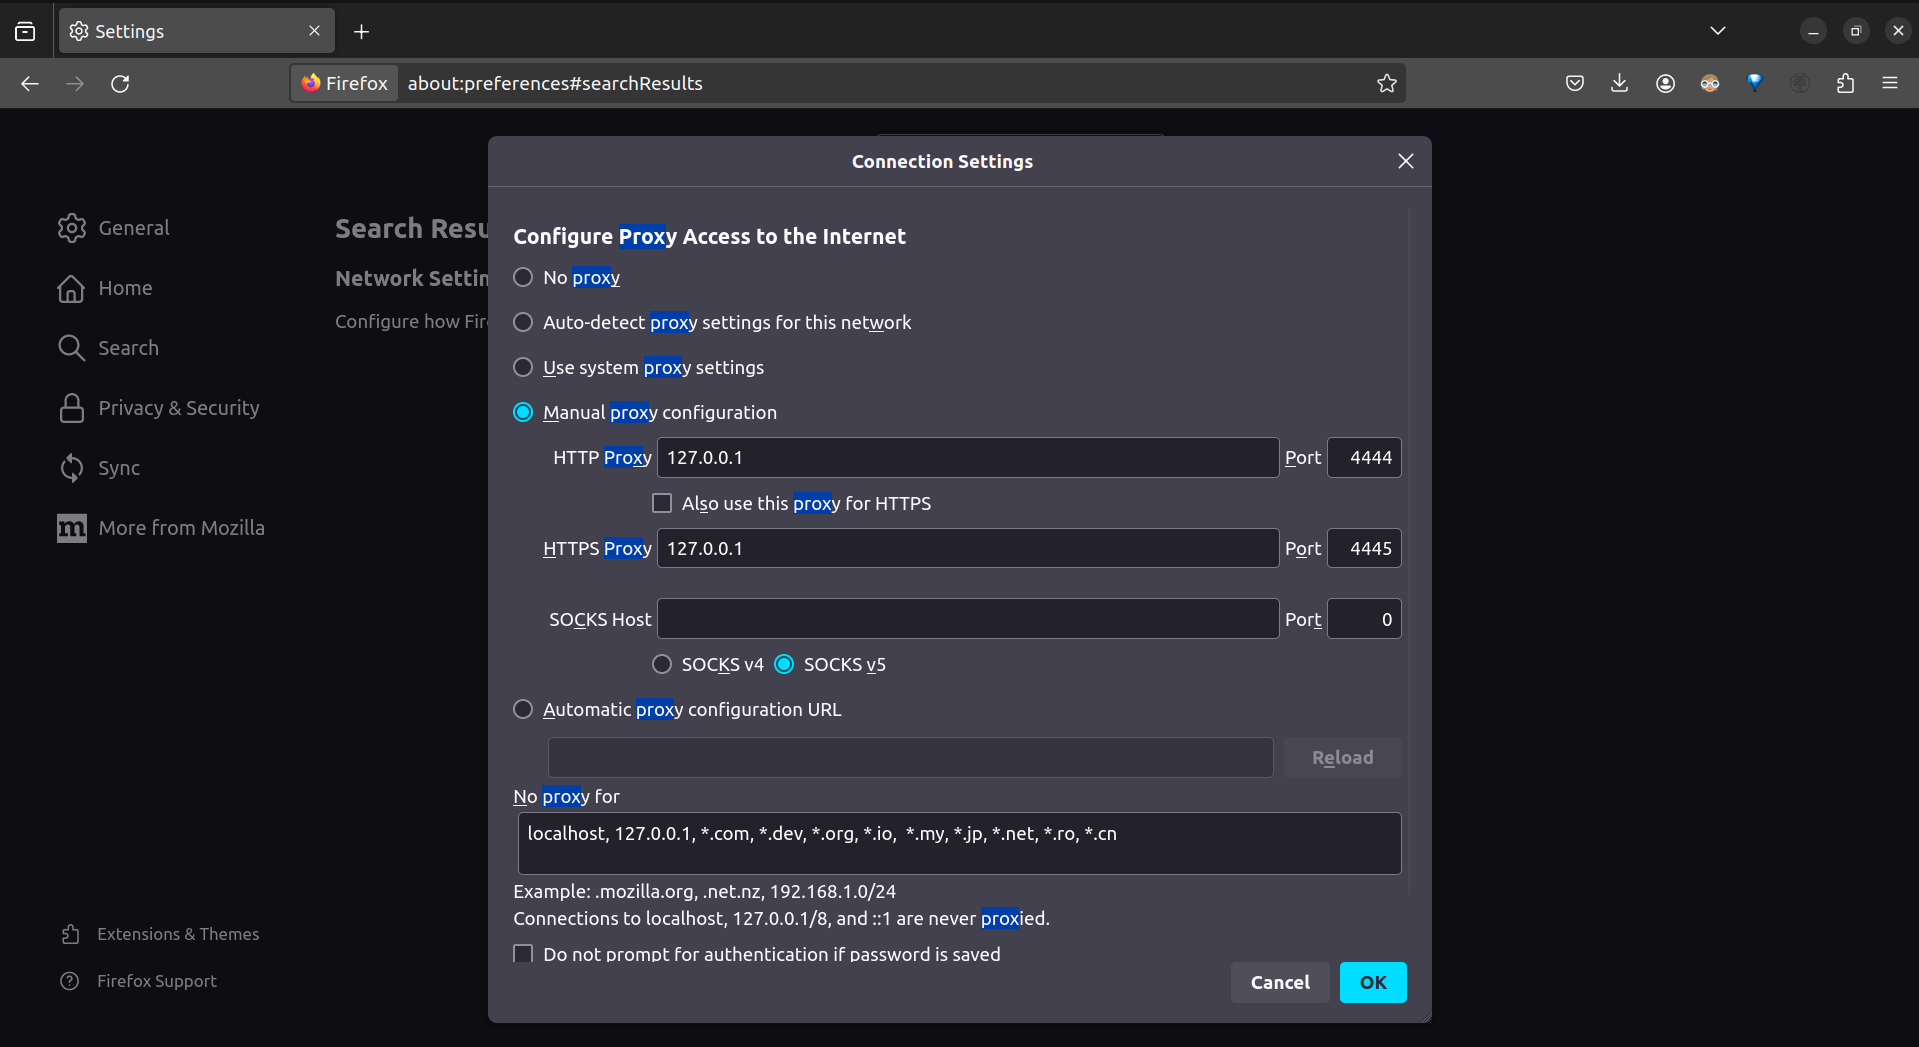 Settings
Firefox
about:preferences#searchResults
Connection Settings
General
Home
Search
Privacy & Security
Sync
m More from Mozilla
Extensions & Themes
Firefox Support
Search Resu
Network Settin
Configure how Fire
Configure Proxy Access to the Internet
No proxy
Auto-detect proxy settings for this network
Use system proxy settings
Manual proxy configuration
HTTP Proxy 127.0.0.1 Port 4444
Also use this proxy for HTTPS
HTTPS Proxy 127.0.0.1 Port 4445
SOCKS Host Port 0
SOCKS v4 SOCKS v5
Automatic proxy configuration URL
Reload
No proxy for
localhost, 127.0.0.1, *.com, *.dev, *.org, *.io,  *.my, *.jp, *.net, *.ro, *.cn
Example: .mozilla.org, .net.nz, 192.168.1.0/24
Connections to localhost, 127.0.0.1/8, and ::1 are never proxied.
Do not prompt for authentication if password is saved
Cancel OK